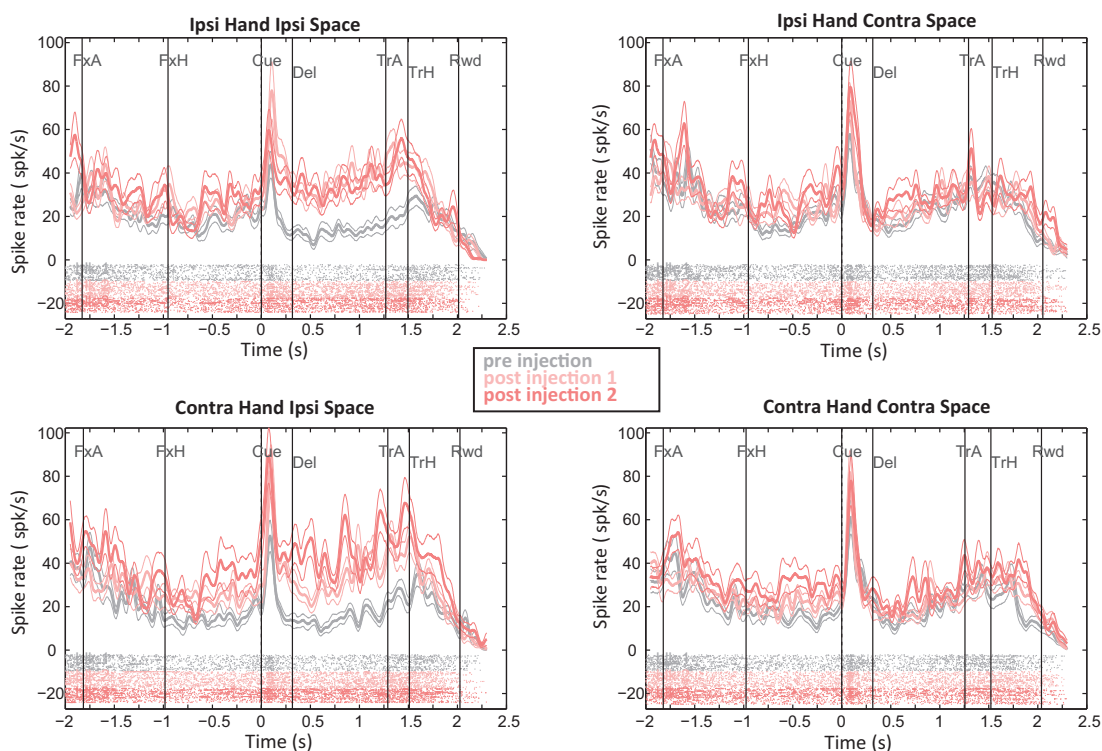 Ipsi Hand Ipsi Space
Spike rate ( spk/s)
100
80
60
40
20
0
−20
FxA
FxH
Cue
Del
TrA
TrH
Rwd
−2
−1.5
−1
−0.5
0
0.5
1
1.5
2
2.5
Time (s)
Ipsi Hand Contra Space
Spike rate ( spk/s)
100
80
60
40
20
0
−20
FxA
FxH
Cue
Del
TrA
TrH
Rwd
−2
−1.5
−1
−0.5
0
0.5
1
1.5
2
2.5
Time (s)
pre injection
post injection 1
post injection 2
Contra Hand Ipsi Space
Spike rate ( spk/s)
100
80
60
40
20
0
−20
FxA
FxH
Cue
Del
TrA
TrH
Rwd
−2
−1.5
−1
−0.5
0
0.5
1
1.5
2
2.5
Time (s)
Contra Hand Contra Space
Spike rate ( spk/s)
100
80
60
40
20
0
−20
FxA
FxH
Cue
Del
TrA
TrH
Rwd
−2
−1.5
−1
−0.5
0
0.5
1
1.5
2
2.5
Time (s)